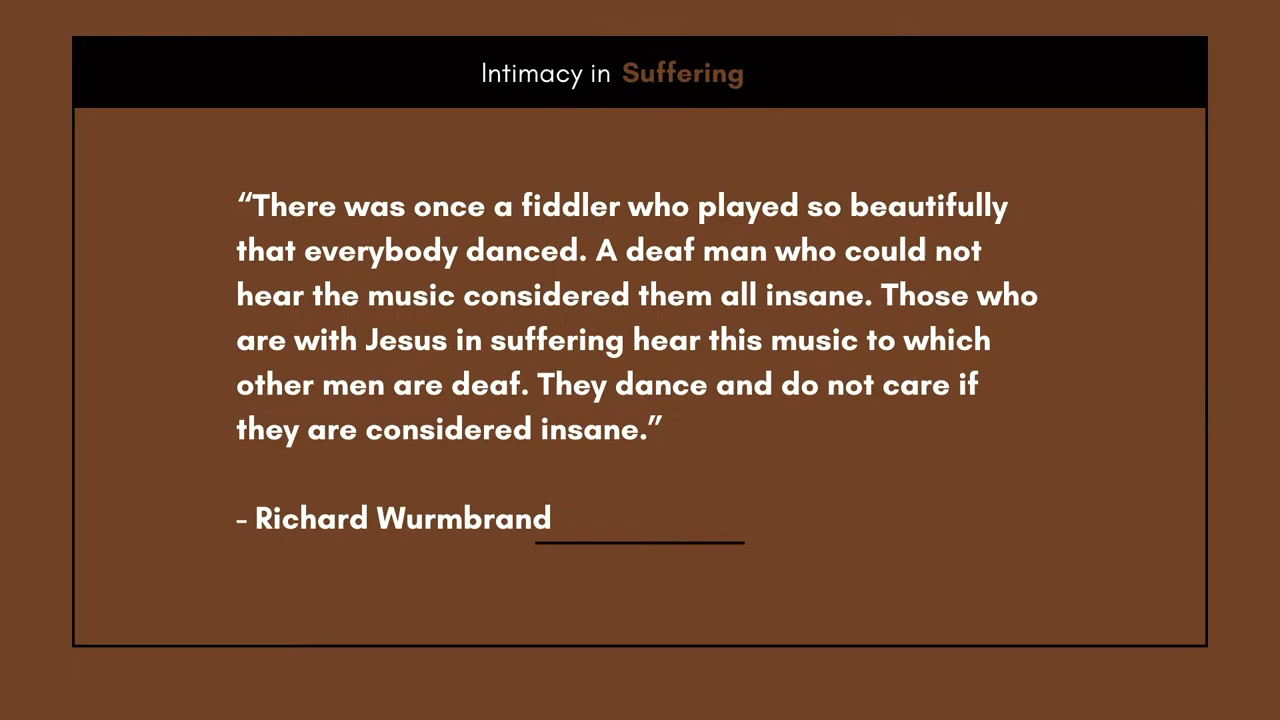 Intimacy in Suffering
“There was once a fiddler who played so beautifully
that everybody danced. A deaf man who could not
hear the music considered them all insane. Those who
are with Jesus in suffering hear this music to which
other men are deaf. They dance and do not care if
they are considered insane.”
- Richard Wurmbrand